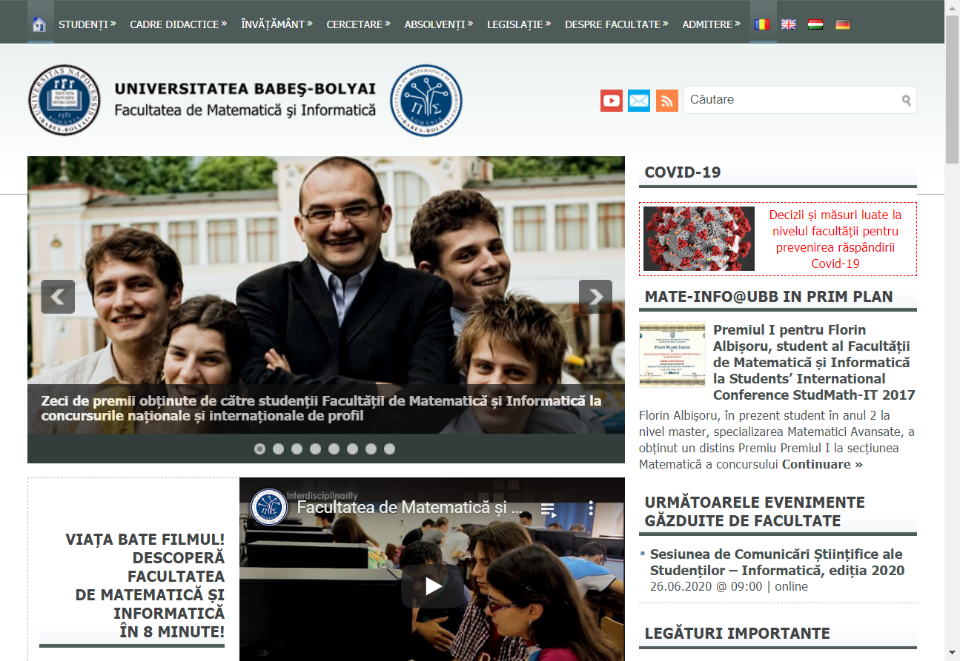 STUDENȚI » CADRE DIDACTICE » ÎNVĂȚĂMÂNT » CERCETARE » ABSOLVENȚI » LEGISLAȚIE » DESPRE FACULTATE » ADMITERE »
UNIVERSITATEA BABEŞ-BOLYAI
Facultatea de Matematică şi Informatică
Căutare
Zeci de premii obținute de către studenții Facultății de Matematică și Informatică la
concursurile naționale și internaționale de profil
VIAȚA BATE FILMUL!
DESCOPERĂ
FACULTATEA
DE MATEMATICĂ ȘI
INFORMATICĂ
ÎN 8 MINUTE!
Interdisciplinarity
Facultatea de Matematică și ...
COVID-19
Decizii și măsuri luate la
nivelul facultății pentru
prevenirea răspândirii
Covid-19
MATE-INFO@UBB IN PRIM PLAN
Premiul I pentru Florin
Albișoru, student al Facultății
de Matematică și Informatică
la Students’ International
Conference StudMath-IT 2017
Florin Albișoru, în prezent student în anul 2 la
nivel master, specializarea Matematici Avansate, a
obținut un distins Premiu Premiul I la secțiunea
Matematică a concursului Continuare »
URMĂTOARELE EVENIMENTE
GĂZDUITE DE FACULTATE
Sesiunea de Comunicări Științifice ale
Studenților – Informatică, ediția 2020
26.06.2020 @ 09:00 | online
LEGĂTURI IMPORTANTE